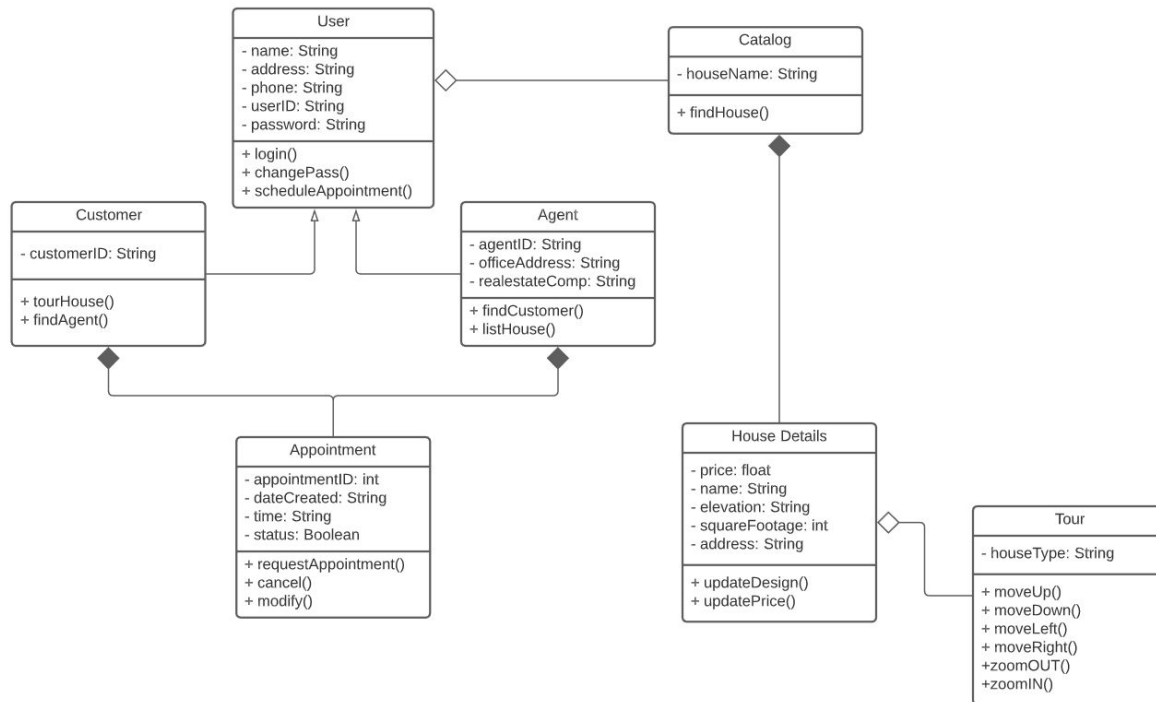 User
- name: String
- address: String
- phone: String
- userID: String
- password: String
+ login()
+ changePass()
+ scheduleAppointment()
Catalog
- houseName: String
+ findHouse()
Customer
- customerID: String
+ tourHouse()
+ findAgent()
Agent
- agentID: String
- officeAddress: String
- realestateComp: String
+ findCustomer()
+ listHouse()
Appointment
- appointmentID: int
- dateCreated: String
- time: String
- status: Boolean
+ requestAppointment()
+ cancel()
+ modify()
House Details
- price: float
- name: String
- elevation: String
- squareFootage: int
- address: String
+ updateDesign()
+ updatePrice()
Tour
- houseType: String
+ moveUp()
+ moveDown()
+ moveLeft()
+ moveRight()
+zoomOUT()
+zoomIN()